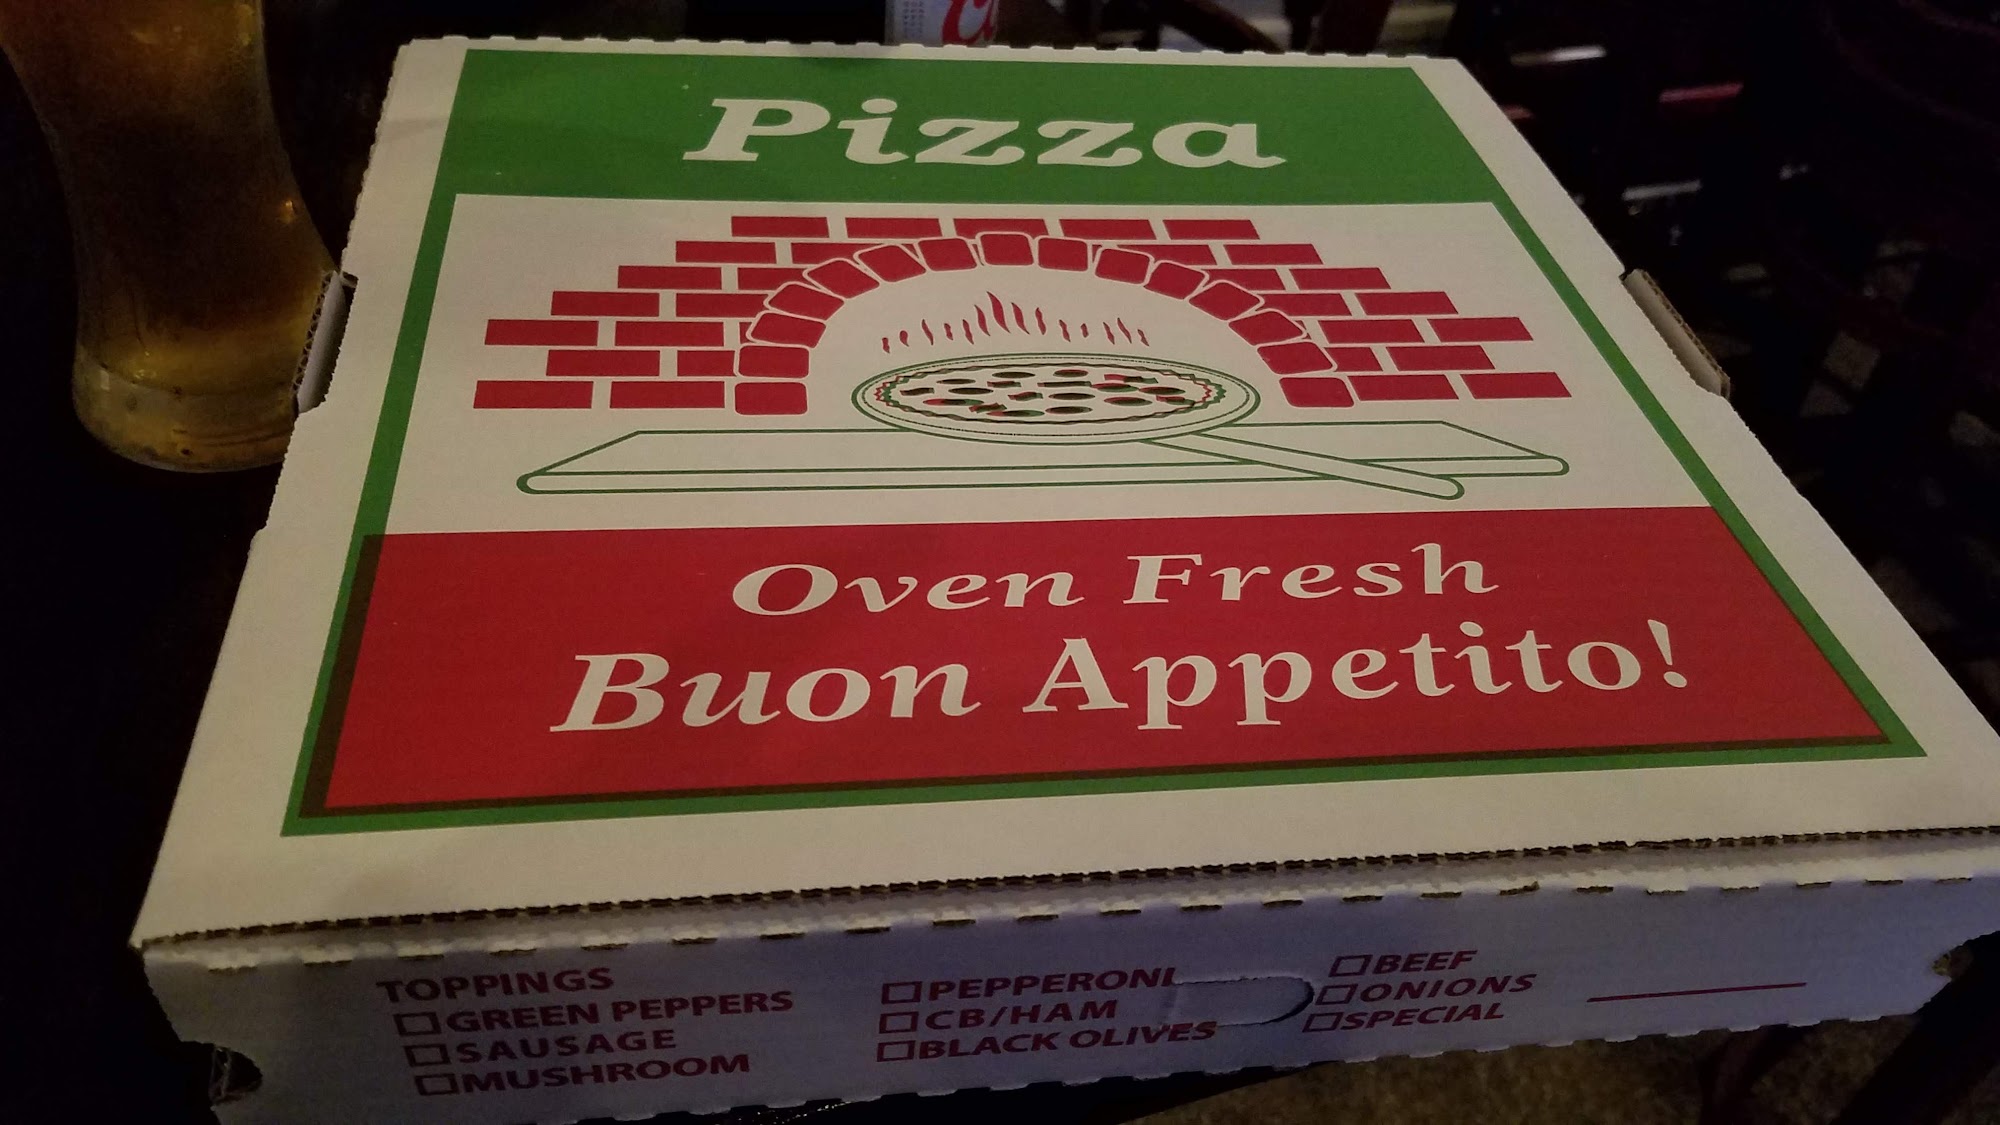 Pizza
Oven Fresh
Buon Appetito!
TOPPINGS
GREEN PEPPERS
SAUSAGE
MUSHROOM
PEPPERONI
CB/HAM
BLACK OLIVES
BEEF
ONIONS
SPECIAL